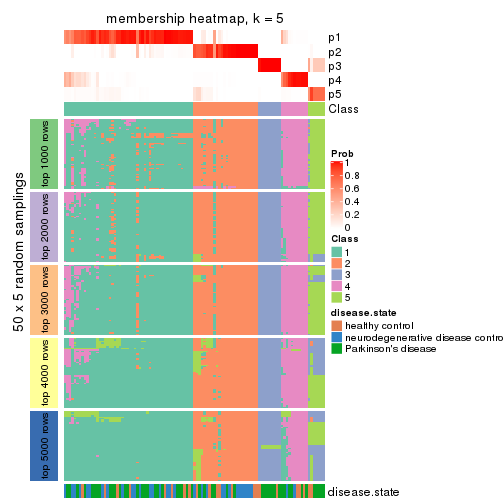 membership heatmap, k = 5
p1
p2
p3
p4
p5
Class
50 x 5 random samplings
top 1000 rows
top 2000 rows
top 3000 rows
top 4000 rows
top 5000 rows
Prob
1
0.8
0.6
0.4
0.2
0
Class
1
2
3
4
5
disease.state
healthy control
neurodegenerative disease contro
Parkinson's disease
disease.state